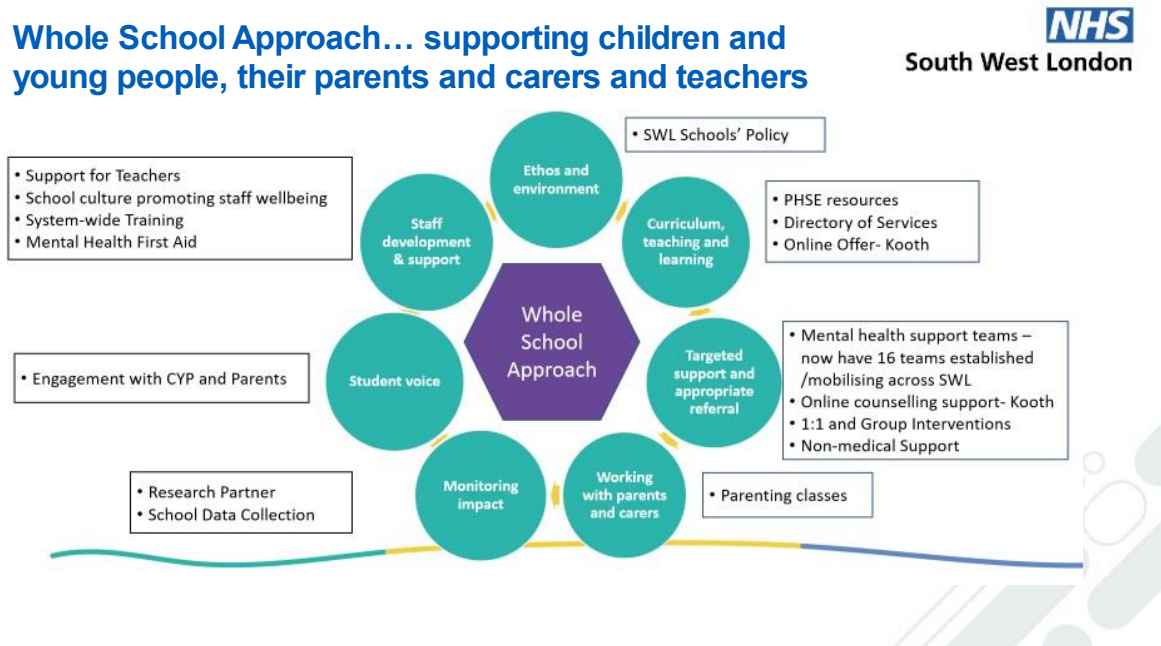 Whole School Approach… supporting children and
young people, their parents and carers and teachers
NHS
South West London
Ethos and
environment
• SWL Schools' Policy
Curriculum,
teaching and
learning
• PHSE resources
• Directory of Services
• Online Offer- Kooth
Targeted
support and
appropriate
referral
• Mental health support teams –
now have 16 teams established
/mobilising across SWL
• Online counselling support- Kooth
• 1:1 and Group Interventions
• Non-medical Support
Working
with parents
and carers
• Parenting classes
Monitoring
impact
• Research Partner
• School Data Collection
Student voice
• Engagement with CYP and Parents
Staff
development
& support
• Support for Teachers
• School culture promoting staff wellbeing
• System-wide Training
• Mental Health First Aid
Whole
School
Approach